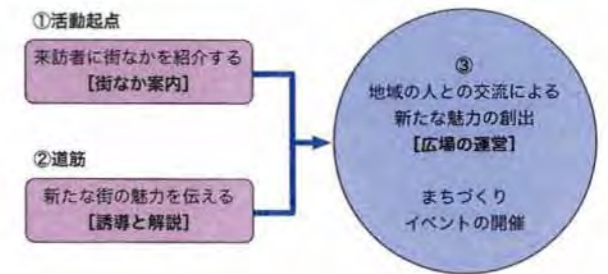 ①活動起点
来訪者に街なかを紹介する
[街なか案内]
②道筋
新たな街の魅力を伝える
[誘導と解説]
③
地域の人との交流による
新たな魅力の創出
[広場の運営]
まちづくり
イベントの開催